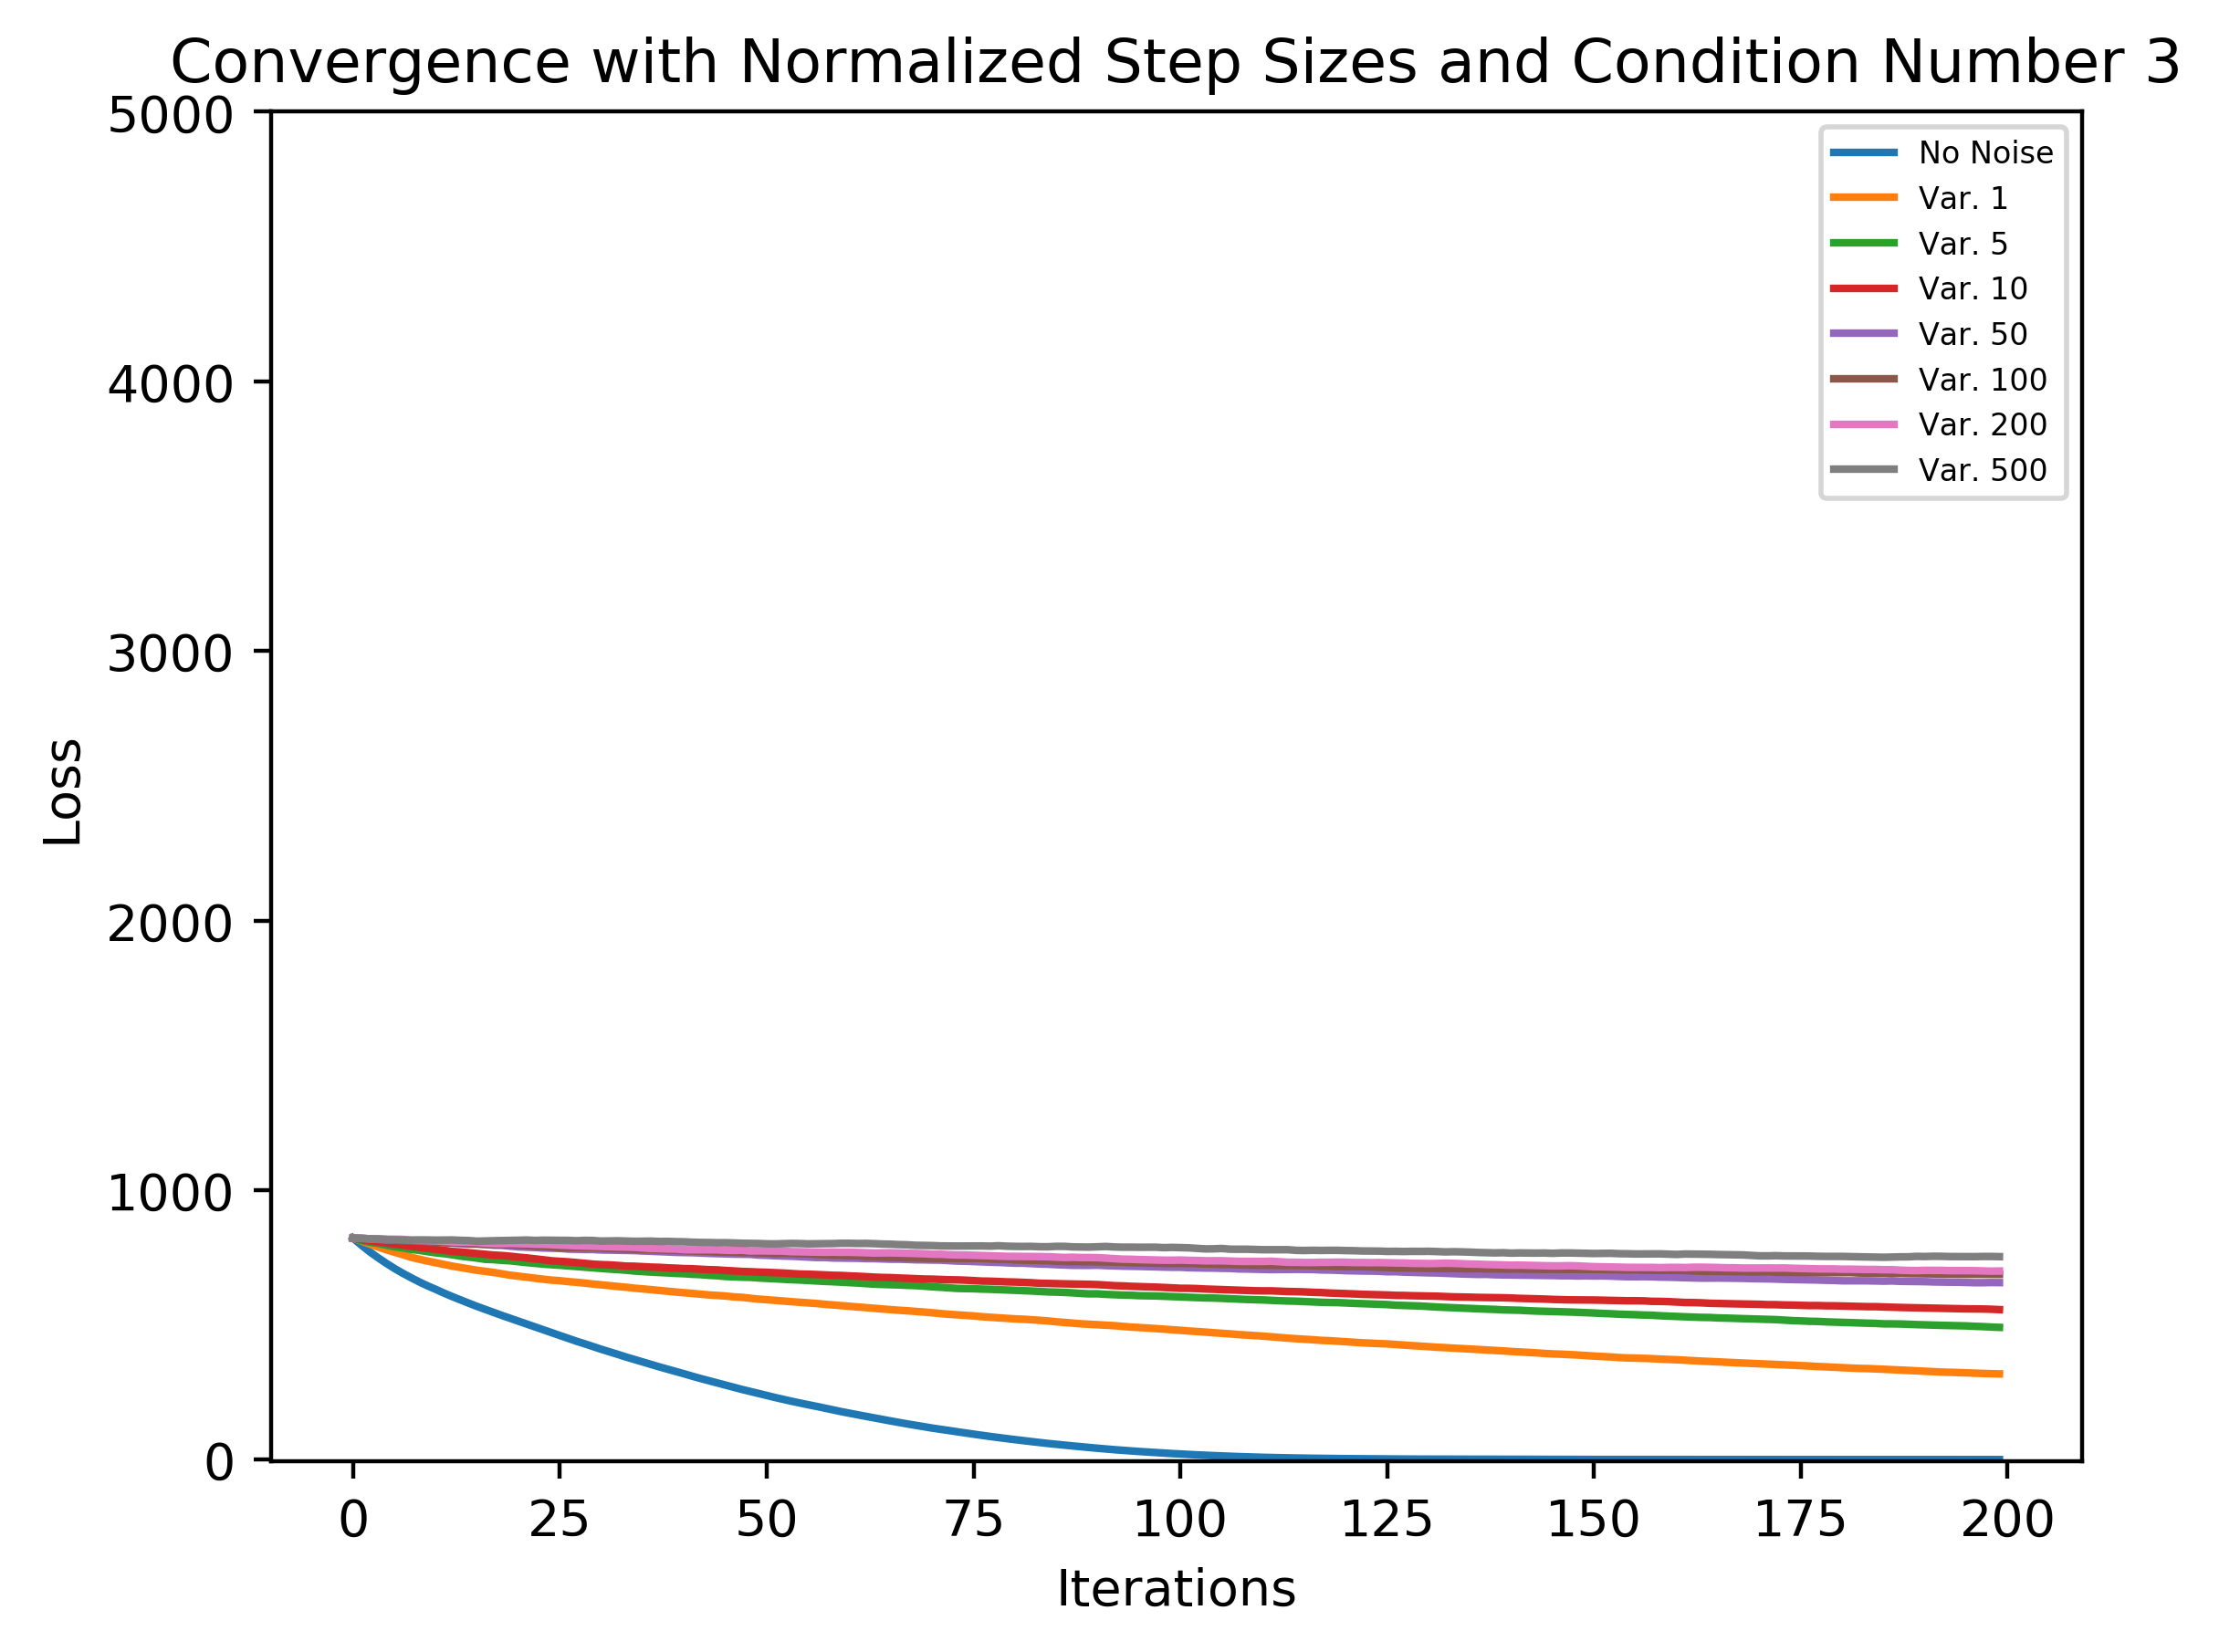 Convergence with Normalized Step Sizes and Condition Number 3
5000
4000
3000
2000
1000
0
Loss
No Noise
Var. 1
Var. 5
Var. 10
Var. 50
Var. 100
Var. 200
Var. 500
0 25 50 75 100 125 150 175 200
Iterations